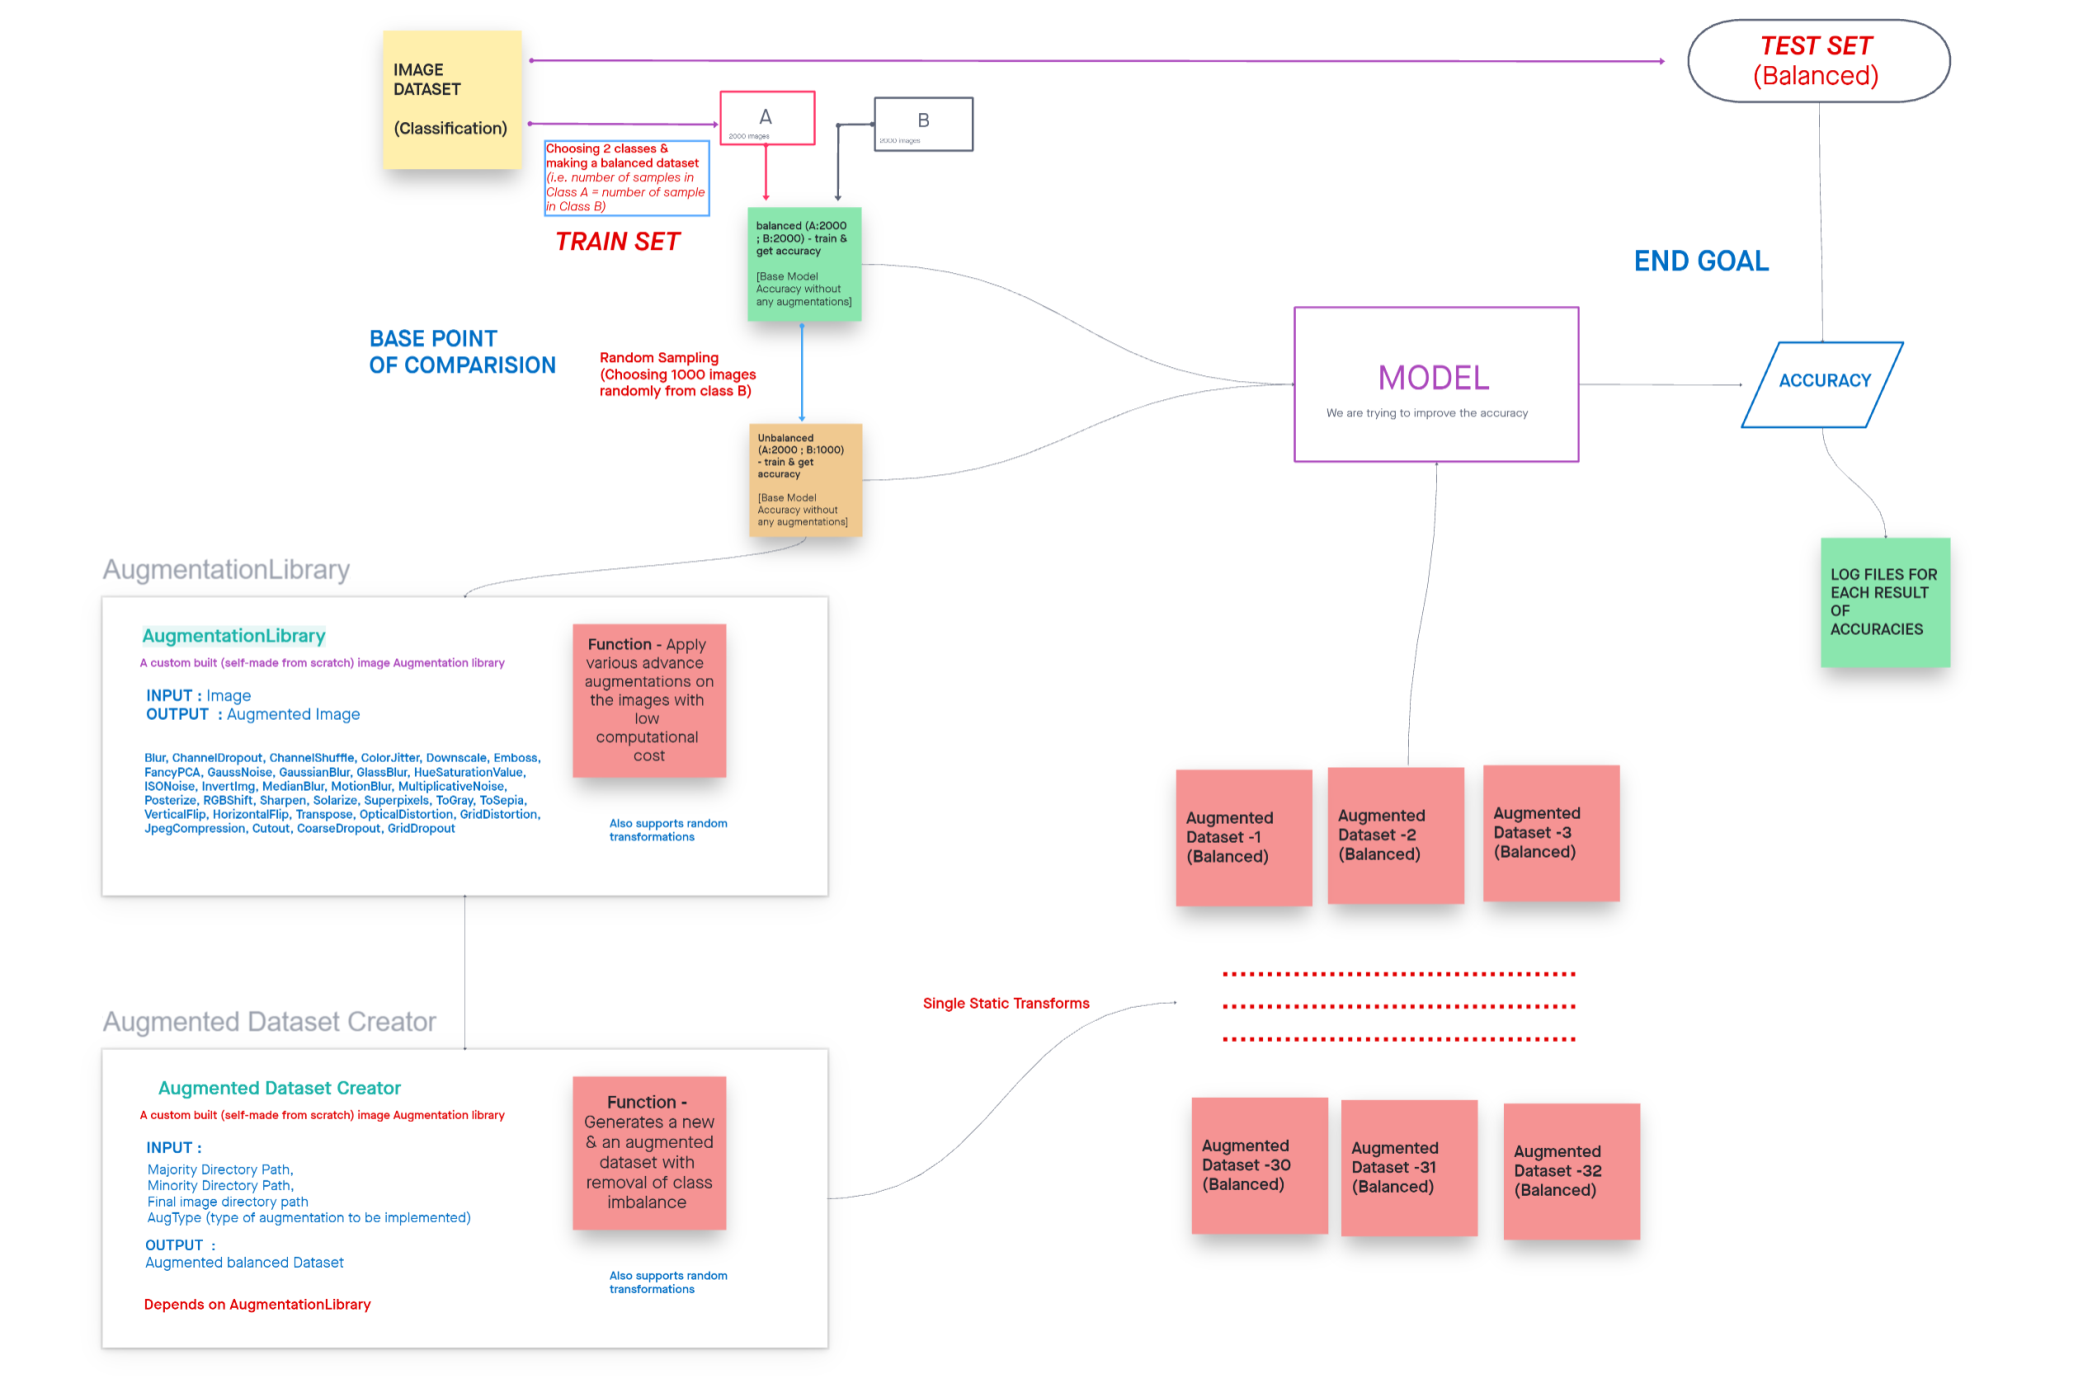 IMAGE
DATASET
(Classification)
TEST SET
(Balanced)
A
2000 images
B
2000 images
Choosing 2 classes &
making a balanced dataset
(i.e. number of samples in
Class A = number of sample
in Class B)
TRAIN SET
balanced (A:2000
; B:2000) - train &
get accuracy
[Base Model
Accuracy without
any augmentations]
END GOAL
BASE POINT
OF COMPARISION
Random Sampling
(Choosing 1000 images
randomly from class B)
MODEL
We are trying to improve the accuracy
ACCURACY
Unbalanced
(A:2000 ; B:1000)
- train & get
accuracy
[Base Model
Accuracy without
any augmentations]
LOG FILES FOR
EACH RESULT
OF
ACCURACIES
AugmentationLibrary
AugmentationLibrary
A custom built (self-made from scratch) image Augmentation library
INPUT : Image
OUTPUT : Augmented Image
Blur, ChannelDropout, ChannelShuffle, ColorJitter, Downscale, Emboss,
FancyPCA, GaussNoise, GaussianBlur, GlassBlur, HueSaturationValue,
ISONoise, InvertImg, MedianBlur, MotionBlur, MultiplicativeNoise,
Posterize, RGBShift, Sharpen, Solarize, Superpixels, ToGray, ToSepia,
VerticalFlip, HorizontalFlip, Transpose, OpticalDistortion, GridDistortion,
JpegCompression, Cutout, CoarseDropout, GridDropout
Function - Apply
various advance
augmentations on
the images with
low
computational
cost
Also supports random
transformations
Augmented
Dataset -1
(Balanced)
Augmented
Dataset -2
(Balanced)
Augmented
Dataset -3
(Balanced)
Single Static Transforms
Augmented Dataset Creator
Augmented Dataset Creator
A custom built (self-made from scratch) image Augmentation library
INPUT :
Majority Directory Path,
Minority Directory Path,
Final image directory path
AugType (type of augmentation to be implemented)
OUTPUT :
Augmented balanced Dataset
Depends on AugmentationLibrary
Function -
Generates a new
& an augmented
dataset with
removal of class
imbalance
Also supports random
transformations
Augmented
Dataset -30
(Balanced)
Augmented
Dataset -31
(Balanced)
Augmented
Dataset -32
(Balanced)